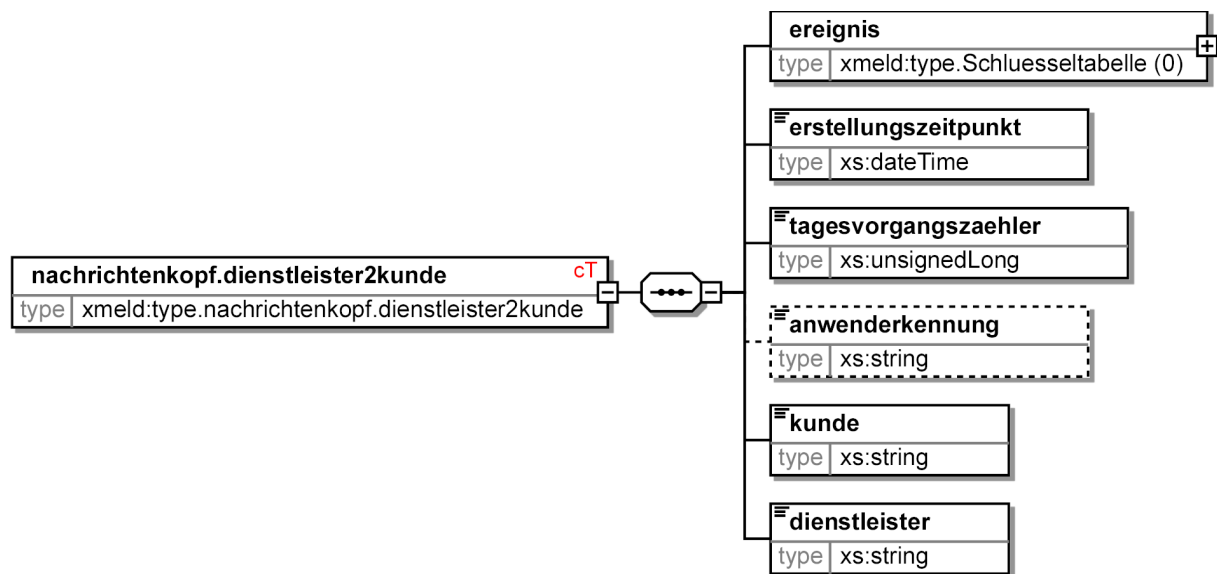 ereignis
type xmeld:type.Schluesseltabelle (0)
erstellungszeitpunkt
type xs:dateTime
tagesvorgangszaehler
type xs:unsignedLong
nachrichtenkopf.dienstleister2kunde cT
type xmeld:type.nachrichtenkopf.dienstleister2kunde
anwenderkennung
type xs:string
kunde
type xs:string
dienstleister
type xs:string